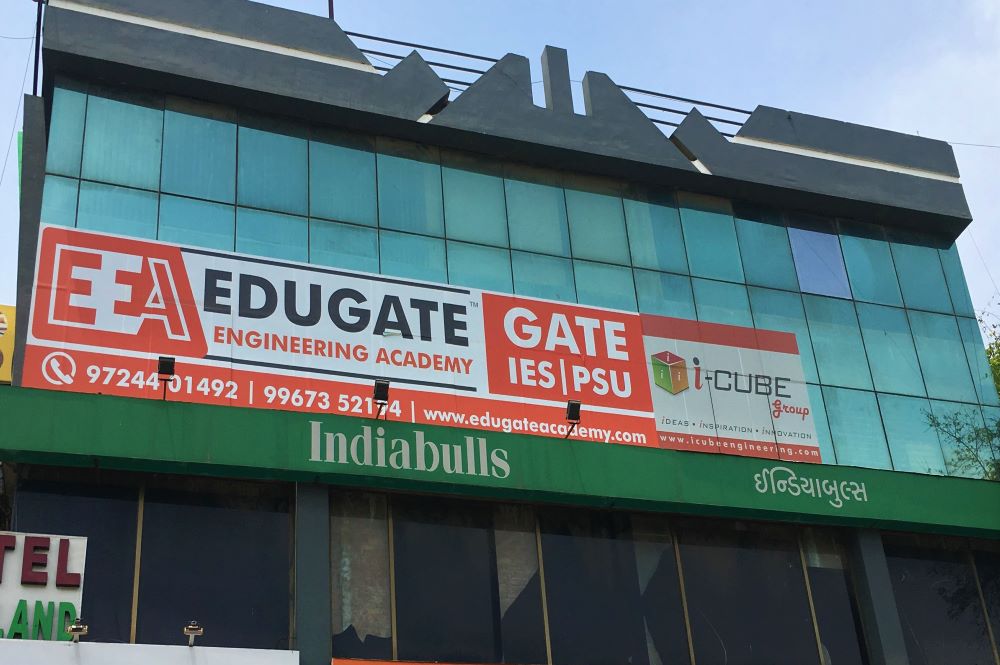 EEA EDUGATE™
ENGINEERING ACADEMY
GATE
IES|PSU
i-CUBE
Group
iDEAS • iNSPIRATION • iNNOVATION
www.icubeengineering.com
97244 01492 | 99673 52174 | www.edugateacademy.com
Indiabulls
ઈન્ડિયાબુલ્સ
TEL
LAND